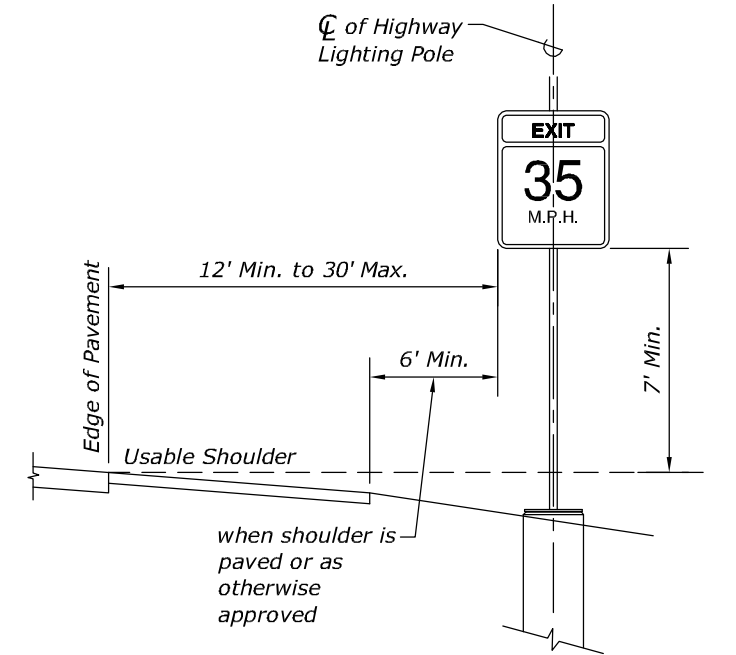 ℄ of Highway
Lighting Pole
EXIT
35
M.P.H.
12' Min. to 30' Max.
Edge of Pavement
6' Min.
7' Min.
Usable Shoulder
when shoulder is
paved or as
otherwise
approved